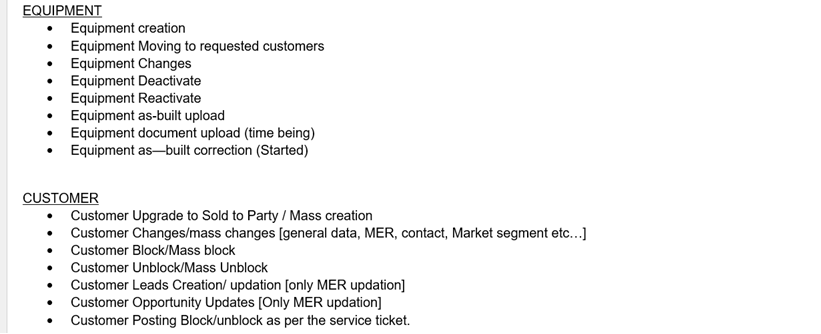 EQUIPMENT
• Equipment creation
• Equipment Moving to requested customers
• Equipment Changes
• Equipment Deactivate
• Equipment Reactivate
• Equipment as-built upload
• Equipment document upload (time being)
• Equipment as—built correction (Started)
CUSTOMER
• Customer Upgrade to Sold to Party / Mass creation
• Customer Changes/mass changes [general data, MER, contact, Market segment etc…]
• Customer Block/Mass block
• Customer Unblock/Mass Unblock
• Customer Leads Creation/ updation [only MER updation]
• Customer Opportunity Updates [Only MER updation]
• Customer Posting Block/unblock as per the service ticket.